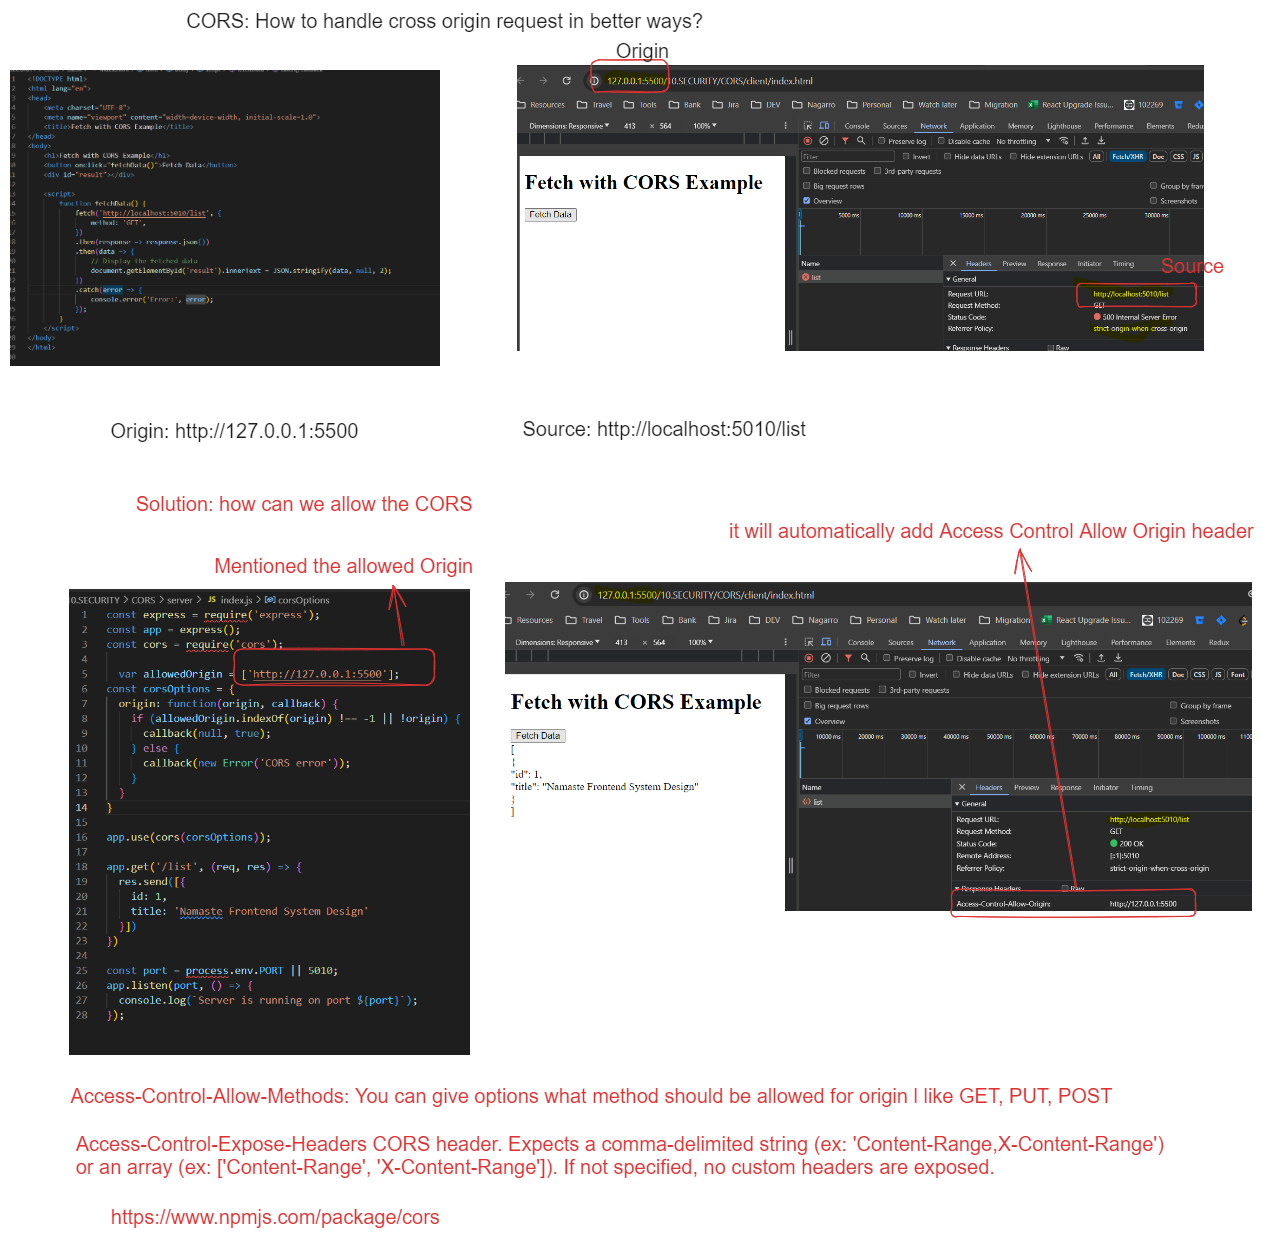 CORS: How to handle cross origin request in better ways?
Origin
<!DOCTYPE html>
<html lang="en">
<head>
<meta charset="UTF-8">
<meta name="viewport" content="width=device-width, initial-scale=1.0">
<title>Fetch with CORS Example</title>
</head>
<body>
<h1>Fetch with CORS Example</h1>
<button onclick="fetchData()">Fetch Data</button>
<div id="result"></div>
<script>
function fetchData() {
fetch('http://localhost:5010/list', {
method: 'GET',
})
.then(response => response.json())
.then(data => {
// Display the fetched data
document.getElementById('result').innerText = JSON.stringify(data, null, 2);
})
.catch(error => {
console.error('Error:', error);
});
}
</script>
</body>
</html>
127.0.0.1:5500/10.SECURITY/CORS/client/index.html
Resources Travel Tools Bank Jira DEV Nagarro Personal Watch later Migration React Upgrade Issu... 102269
Dimensions: Responsive 413 × 564 100%
Console Sources Network Application Memory Lighthouse Performance Elements Redu
Preserve log Disable cache No throttling
Filter Invert Hide data URLs Hide extension URLs All Fetch/XHR Doc CSS JS
Blocked requests 3rd-party requests
Big request rows Group by fram
Overview Screenshots
5000 ms 10000 ms 15000 ms 20000 ms 25000 ms 30000 ms
Fetch with CORS Example
Fetch Data
Name
list
Headers Preview Response Initiator Timing
Source
General
Request URL: http://localhost:5010/list
Request Method: GET
Status Code: 500 Internal Server Error
Referrer Policy: strict-origin-when-cross-origin
Response Headers Raw
Origin: http://127.0.0.1:5500
Source: http://localhost:5010/list
Solution: how can we allow the CORS
it will automatically add Access Control Allow Origin header
Mentioned the allowed Origin
10.SECURITY > CORS > server > JS index.js > corsOptions
1 const express = require('express');
2 const app = express();
3 const cors = require('cors');
4
5 var allowedOrigin = ['http://127.0.0.1:5500'];
6 const corsOptions = {
7 origin: function(origin, callback) {
8 if (allowedOrigin.indexOf(origin) !== -1 || !origin) {
9 callback(null, true);
10 } else {
11 callback(new Error('CORS error'));
12 }
13 }
14 }
15
16 app.use(cors(corsOptions));
17
18 app.get('/list', (req, res) => {
19 res.send([{
20 id: 1,
21 title: 'Namaste Frontend System Design'
22 }])
23 })
24
25 const port = process.env.PORT || 5010;
26 app.listen(port, () => {
27 console.log(`Server is running on port ${port}`);
28 });
127.0.0.1:5500/10.SECURITY/CORS/client/index.html
Resources Travel Tools Bank Jira DEV Nagarro Personal Watch later Migration React Upgrade Issu... 102269
Dimensions: Responsive 413 × 564 100%
Console Sources Network Application Memory Lighthouse Performance Elements Redux
Preserve log Disable cache No throttling
Filter Invert Hide data URLs Hide extension URLs All Fetch/XHR Doc CSS JS Font
Blocked requests 3rd-party requests
Big request rows Group by frame
Overview Screenshots
10000 ms 20000 ms 30000 ms 40000 ms 50000 ms 60000 ms 70000 ms 80000 ms 90000 ms 100000 ms 1100
Fetch with CORS Example
Fetch Data
[
{
"id": 1,
"title": "Namaste Frontend System Design"
}
]
Name
list
Headers Preview Response Initiator Timing
General
Request URL: http://localhost:5010/list
Request Method: GET
Status Code: 200 OK
Remote Address: [::1]:5010
Referrer Policy: strict-origin-when-cross-origin
Response Headers Raw
Access-Control-Allow-Origin: http://127.0.0.1:5500
Access-Control-Allow-Methods: You can give options what method should be allowed for origin l like GET, PUT, POST
Access-Control-Expose-Headers CORS header. Expects a comma-delimited string (ex: 'Content-Range,X-Content-Range')
or an array (ex: ['Content-Range', 'X-Content-Range']). If not specified, no custom headers are exposed.
https://www.npmjs.com/package/cors